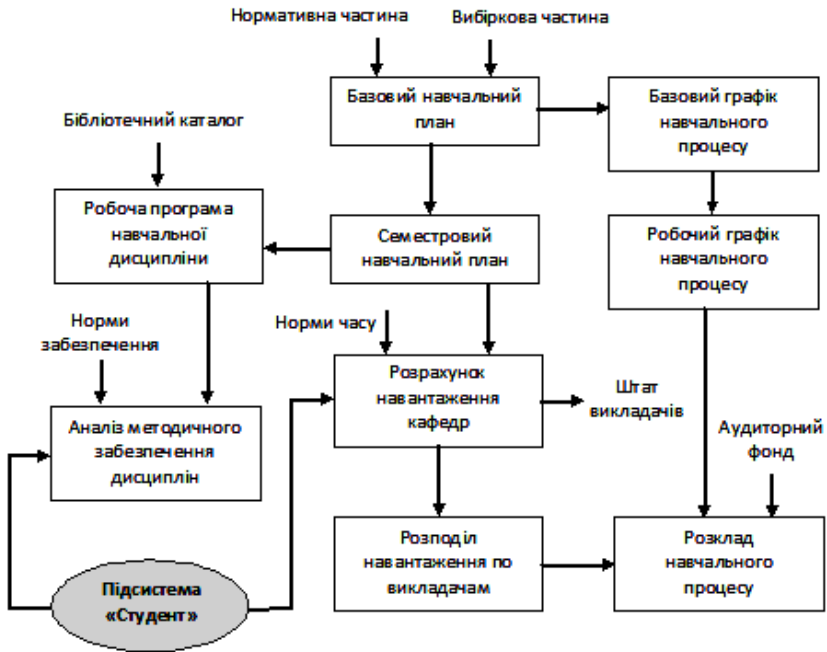 Нормативна частина
Вибіркова частина
Базовий навчальний
план
Базовий графік
навчального
процесу
Бібліотечний каталог
Робоча програма
навчальної
дисципліни
Семестровий
навчальний план
Робочий графік
навчального
процесу
Норми
забезпечення
Норми часу
Розрахунок
навантаження
кафедр
Штат
викладачів
Аналіз методичного
забезпечення
дисциплін
Аудиторний
фонд
Розподіл
навантаження по
викладачам
Розклад
навчального
процесу
Підсистема
«Студент»